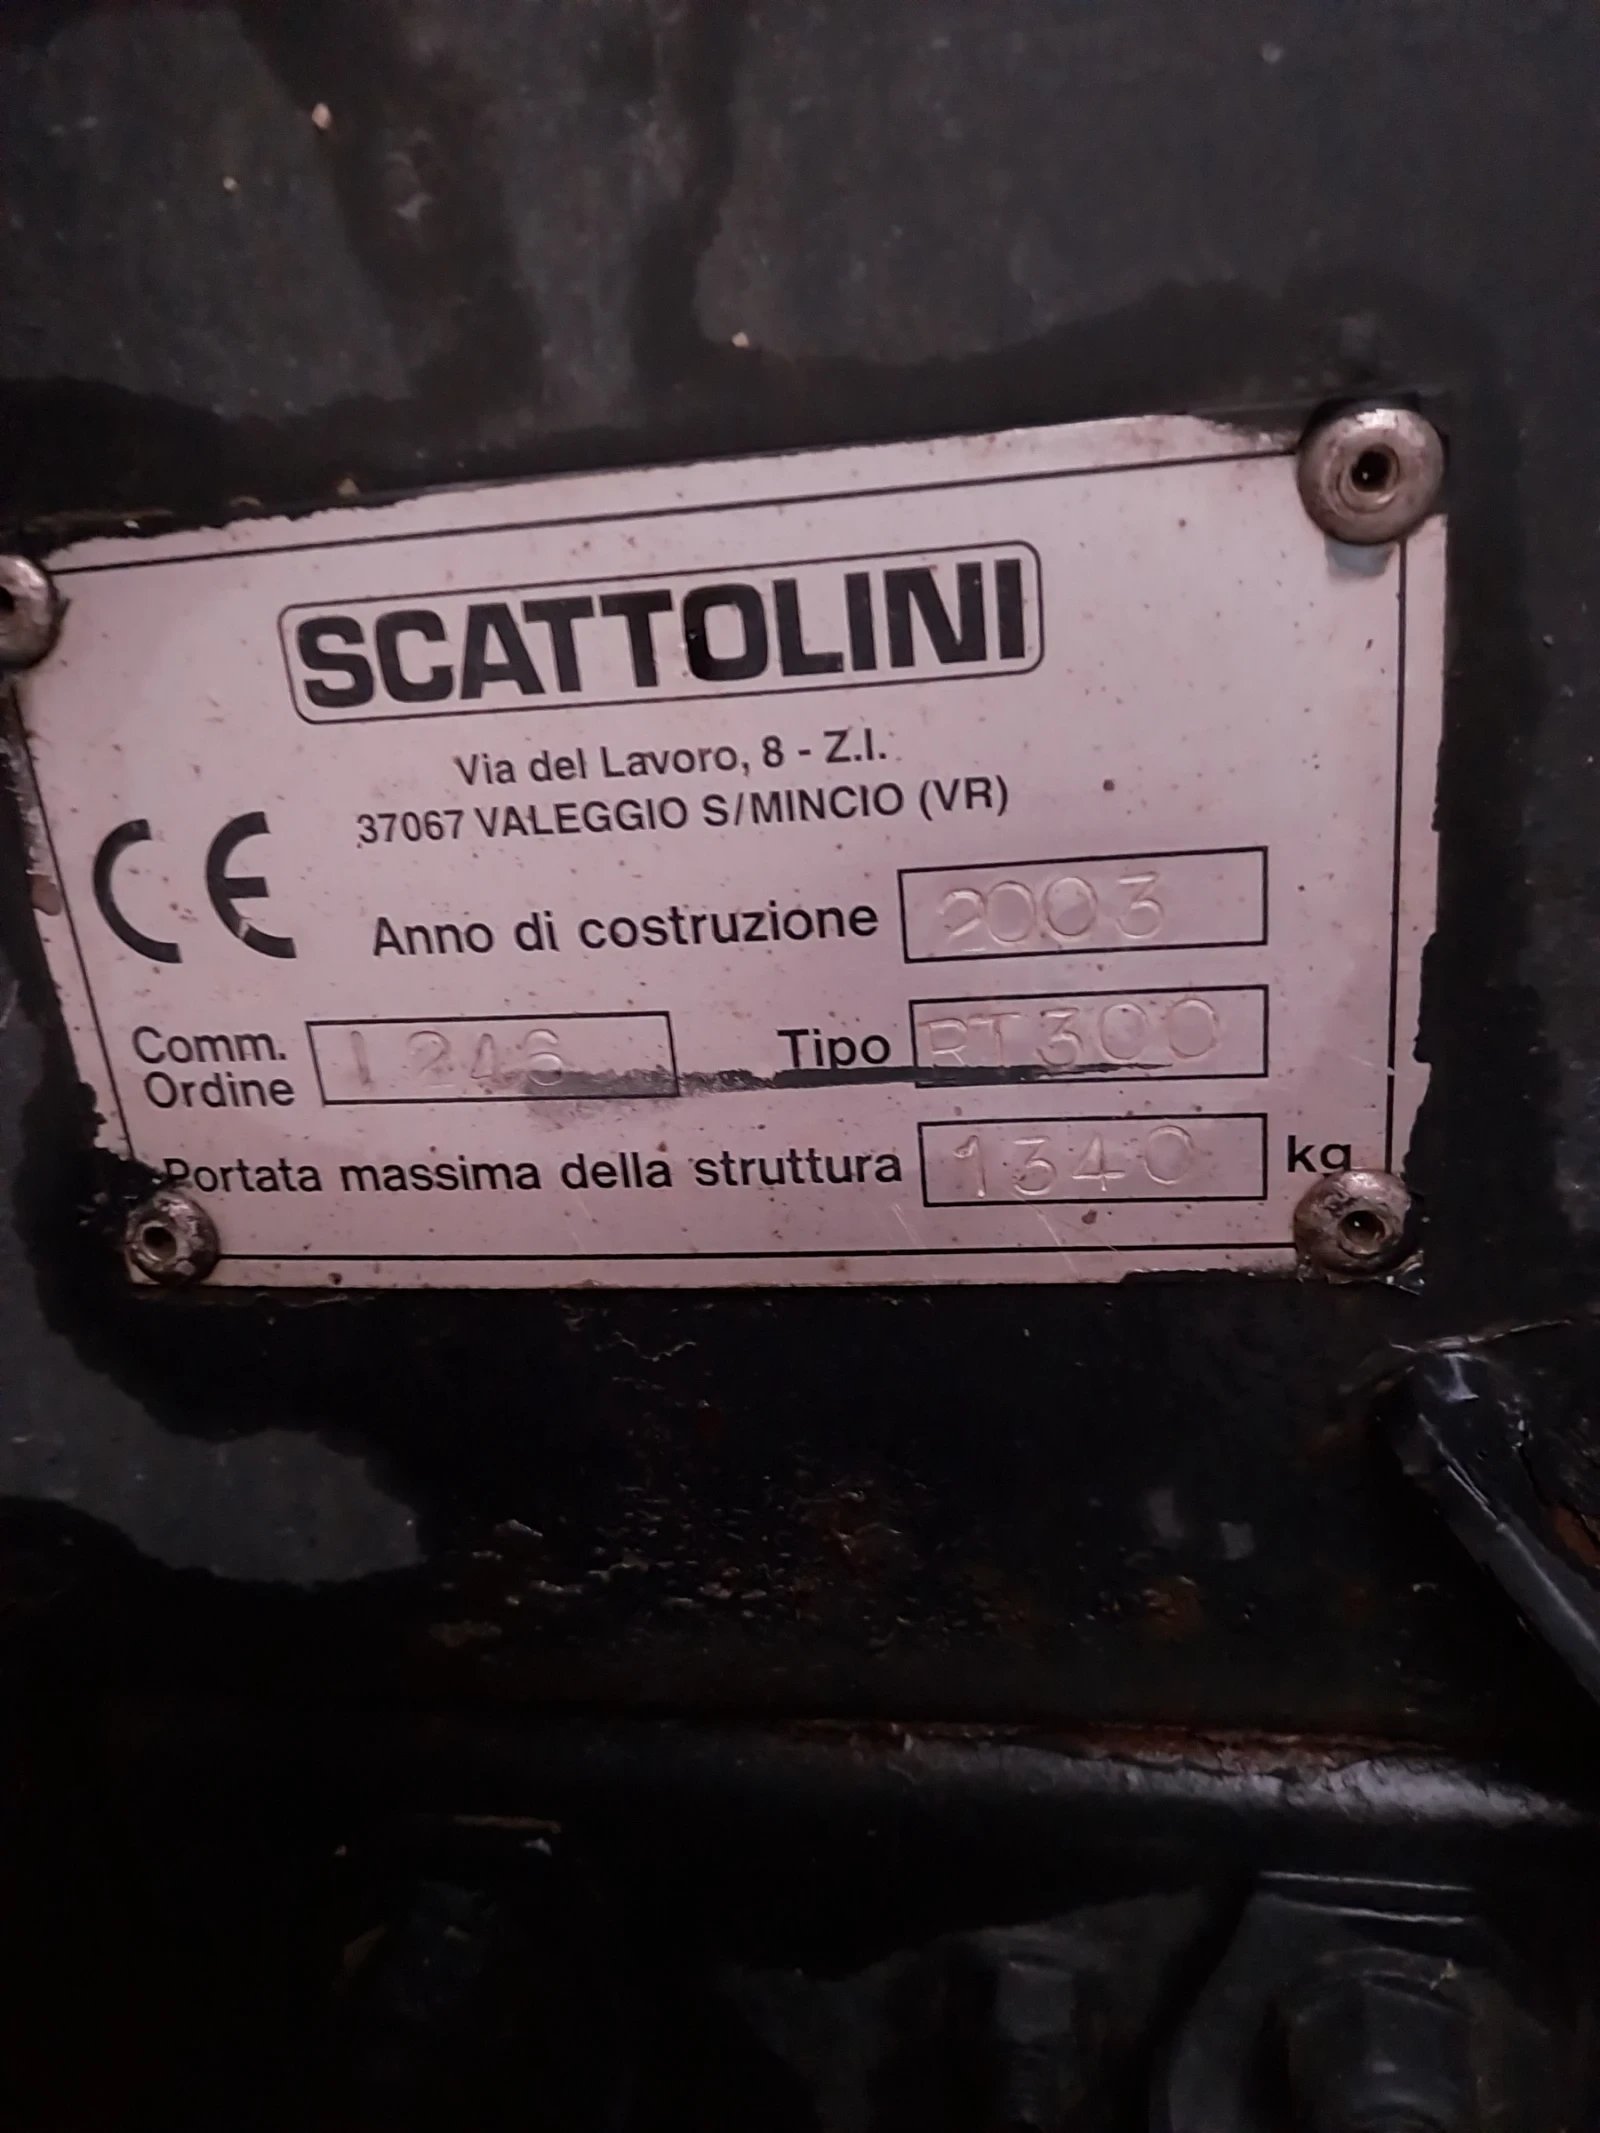 SCATTOLINI
Via del Lavoro, 8 - Z.I.
37067 VALEGGIO S/MINCIO (VR)
CE
Anno di costruzione 2003
Comm. Ordine 1246 Tipo RT300
Portata massima della struttura 1340 kg